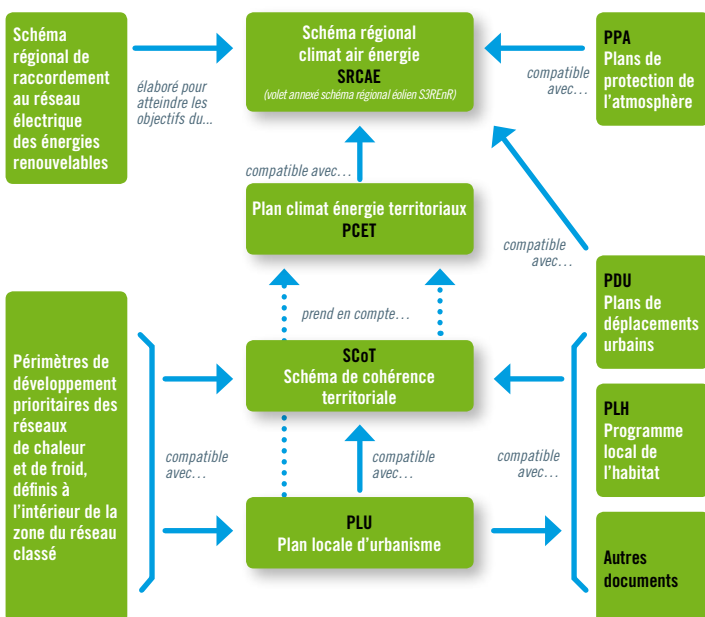 Schéma
régional de
raccordement
au réseau
électrique
des énergies
renouvelables
élaboré pour
atteindre les
objectifs du...
Schéma régional
climat air énergie
SRCAE
(volet annexé schéma régional éolien S3REnR)
compatible
avec...
PPA
Plans de
protection de
l'atmosphère
compatible avec...
Plan climat énergie territoriaux
PCET
compatible
avec...
prend en compte...
PDU
Plans de
déplacements
urbains
Périmètres de
développement
prioritaires des
réseaux
de chaleur
et de froid,
définis à
l'intérieur de la
zone du réseau
classé
SCoT
Schéma de cohérence
territoriale
PLH
Programme
local de
l'habitat
compatible
avec...
compatible
avec...
compatible
avec...
PLU
Plan locale d'urbanisme
Autres
documents